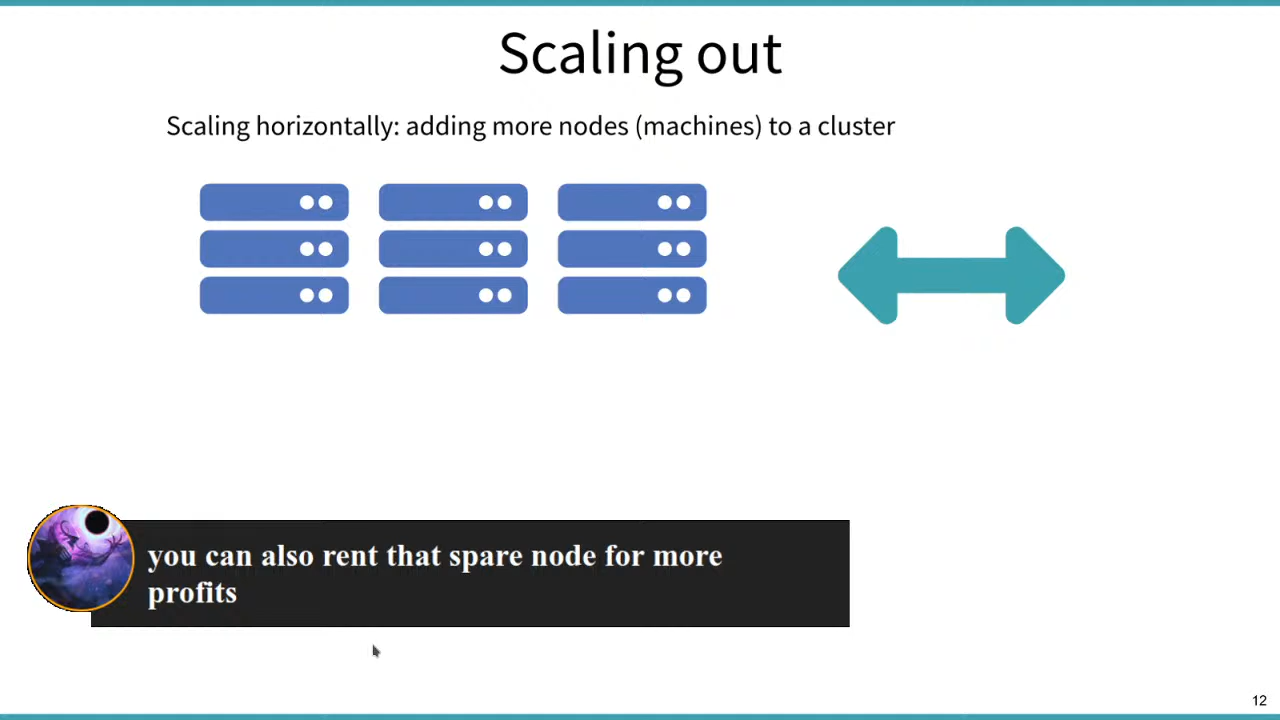 Scaling out
Scaling horizontally: adding more nodes (machines) to a cluster
you can also rent that spare node for more
profits
12